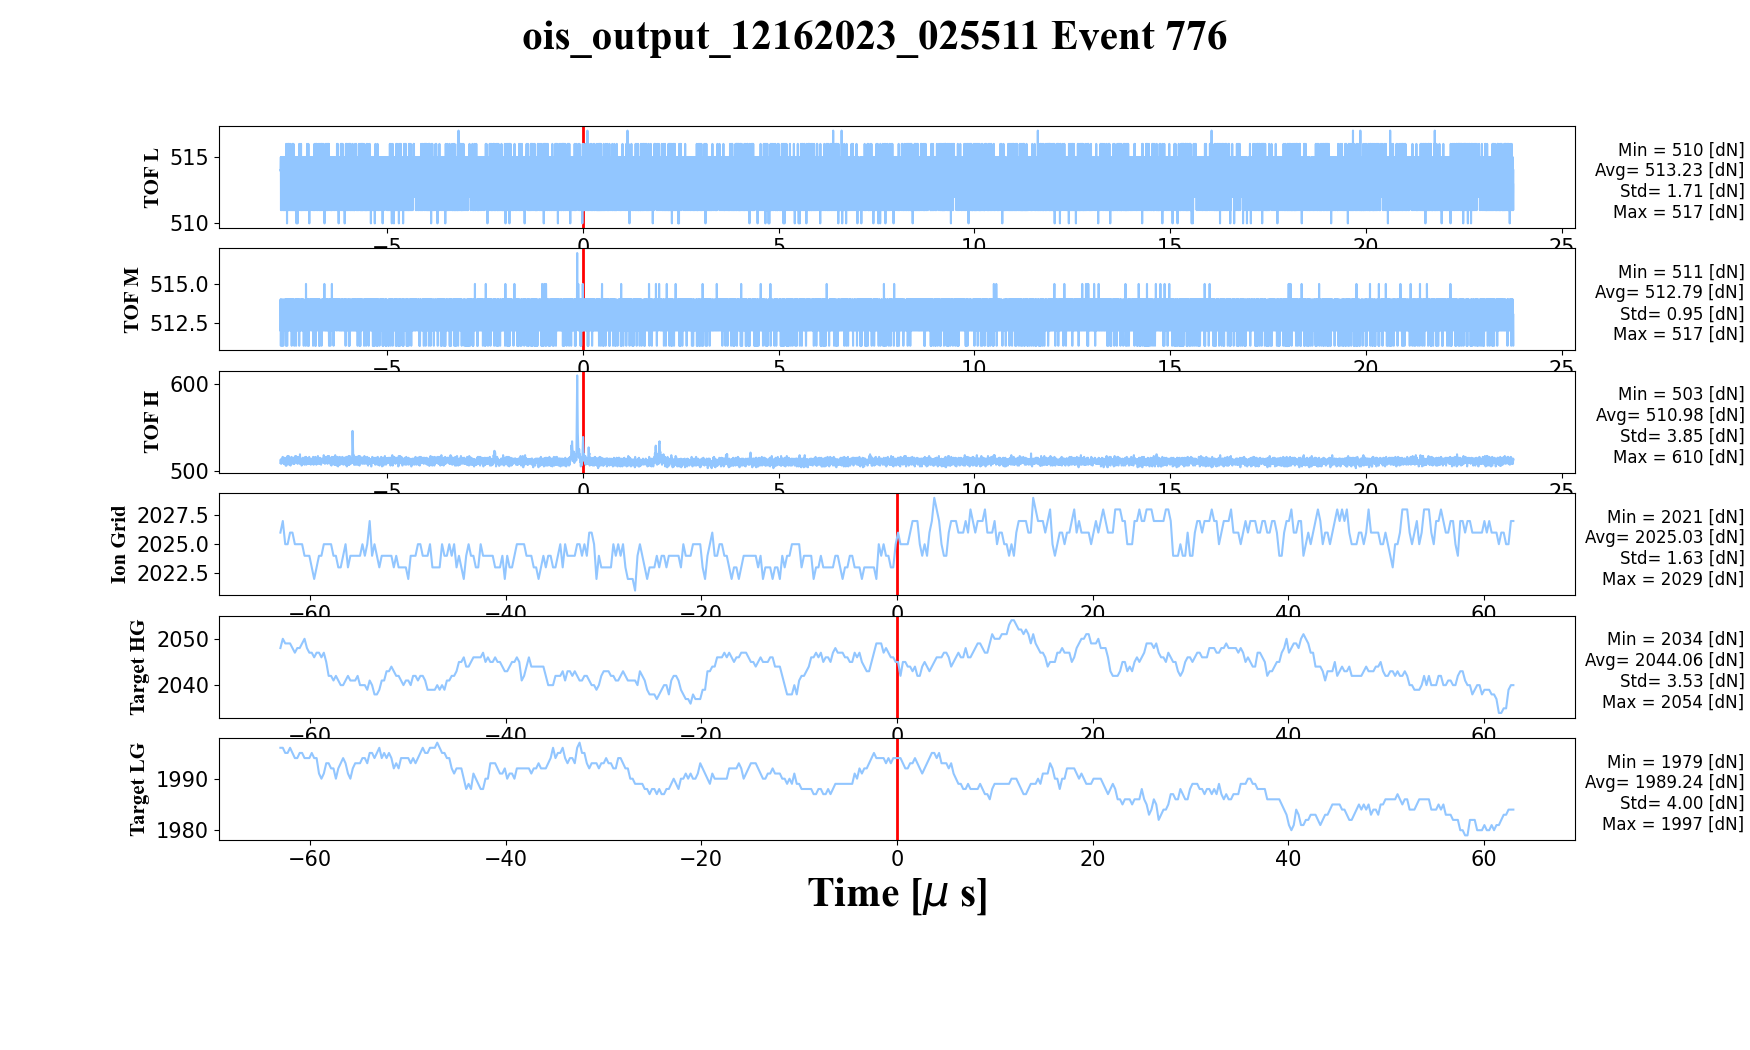 ois_output_12162023_025511 Event 776
TOF L
515
510
−5 0 5 10 15 20 25
Min = 510 [dN]
Avg= 513.23 [dN]
Std= 1.71 [dN]
Max = 517 [dN]
TOF M
515.0
512.5
−5 0 5 10 15 20 25
Min = 511 [dN]
Avg= 512.79 [dN]
Std= 0.95 [dN]
Max = 517 [dN]
TOF H
600
500
−5 0 5 10 15 20 25
Min = 503 [dN]
Avg= 510.98 [dN]
Std= 3.85 [dN]
Max = 610 [dN]
Ion Grid
2027.5
2025.0
2022.5
−60 −40 −20 0 20 40 60
Min = 2021 [dN]
Avg= 2025.03 [dN]
Std= 1.63 [dN]
Max = 2029 [dN]
Target HG
2050
2040
−60 −40 −20 0 20 40 60
Min = 2034 [dN]
Avg= 2044.06 [dN]
Std= 3.53 [dN]
Max = 2054 [dN]
Target LG
1990
1980
−60 −40 −20 0 20 40 60
Min = 1979 [dN]
Avg= 1989.24 [dN]
Std= 4.00 [dN]
Max = 1997 [dN]
Time [μ s]